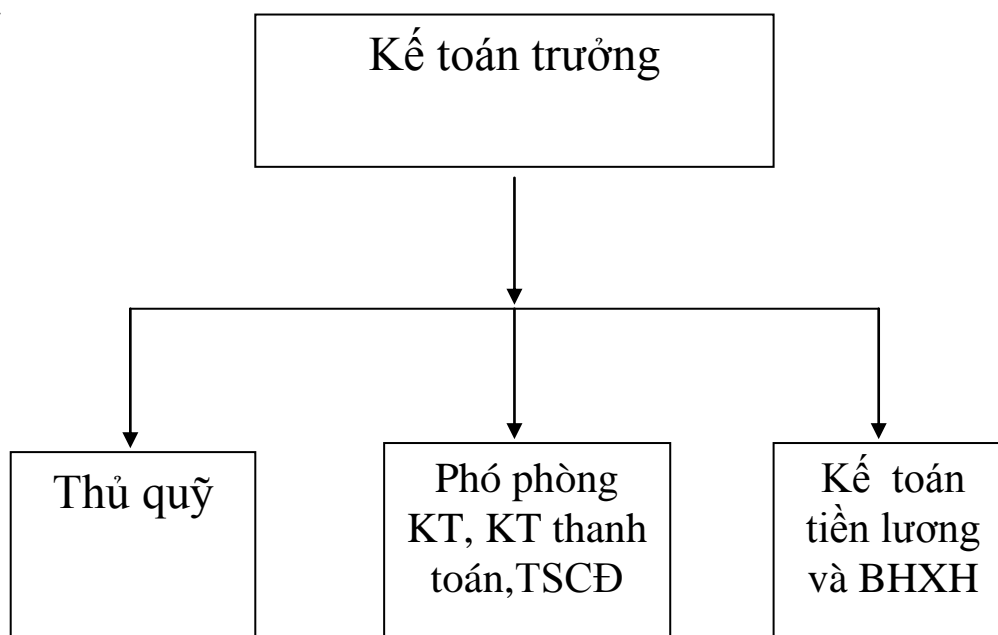 Kế toán trưởng
Thủ quỹ
Phó phòng
KT, KT thanh
toán,TSCĐ
Kế toán
tiền lương
và BHXH